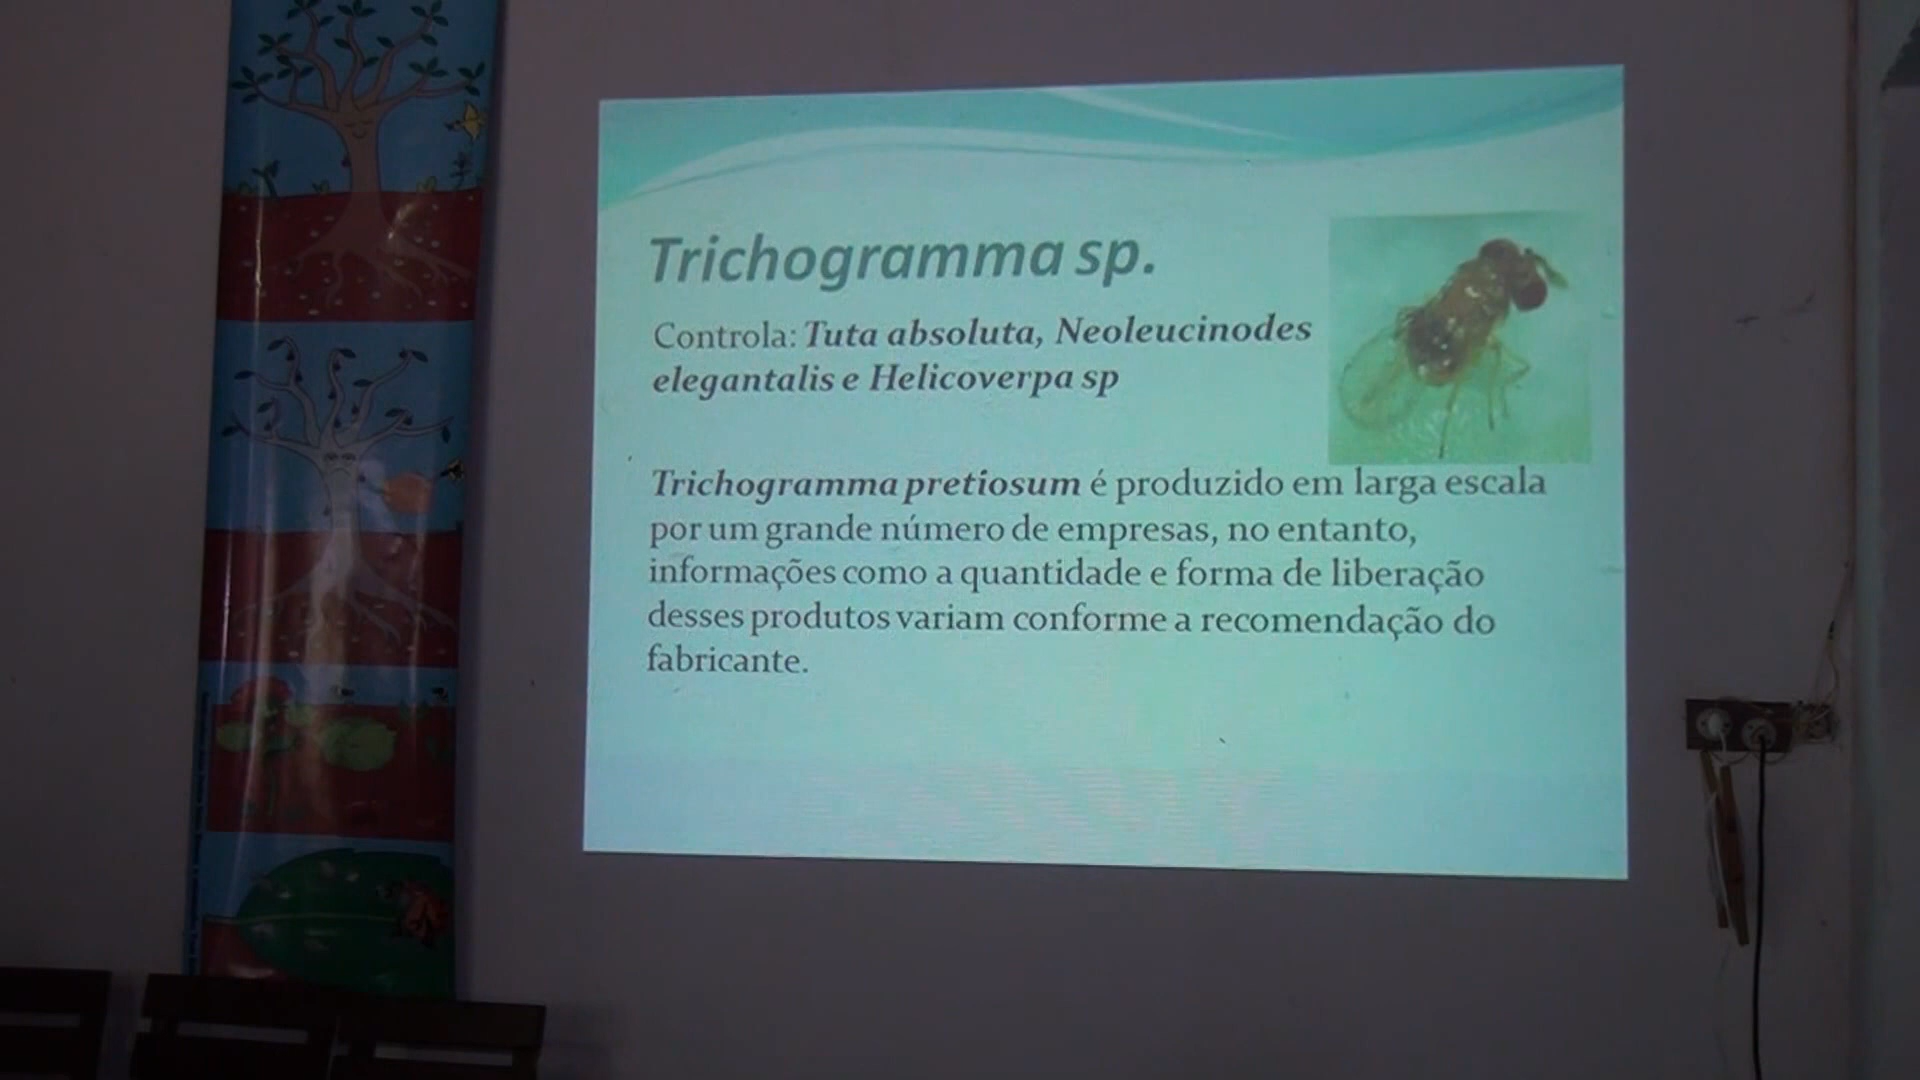 Trichogramma sp.
Controla: Tuta absoluta, Neoleucinodes
elegantalis e Helicoverpa sp
Trichogramma pretiosum é produzido em larga escala
por um grande número de empresas, no entanto,
informações como a quantidade e forma de liberação
desses produtos variam conforme a recomendação do
fabricante.